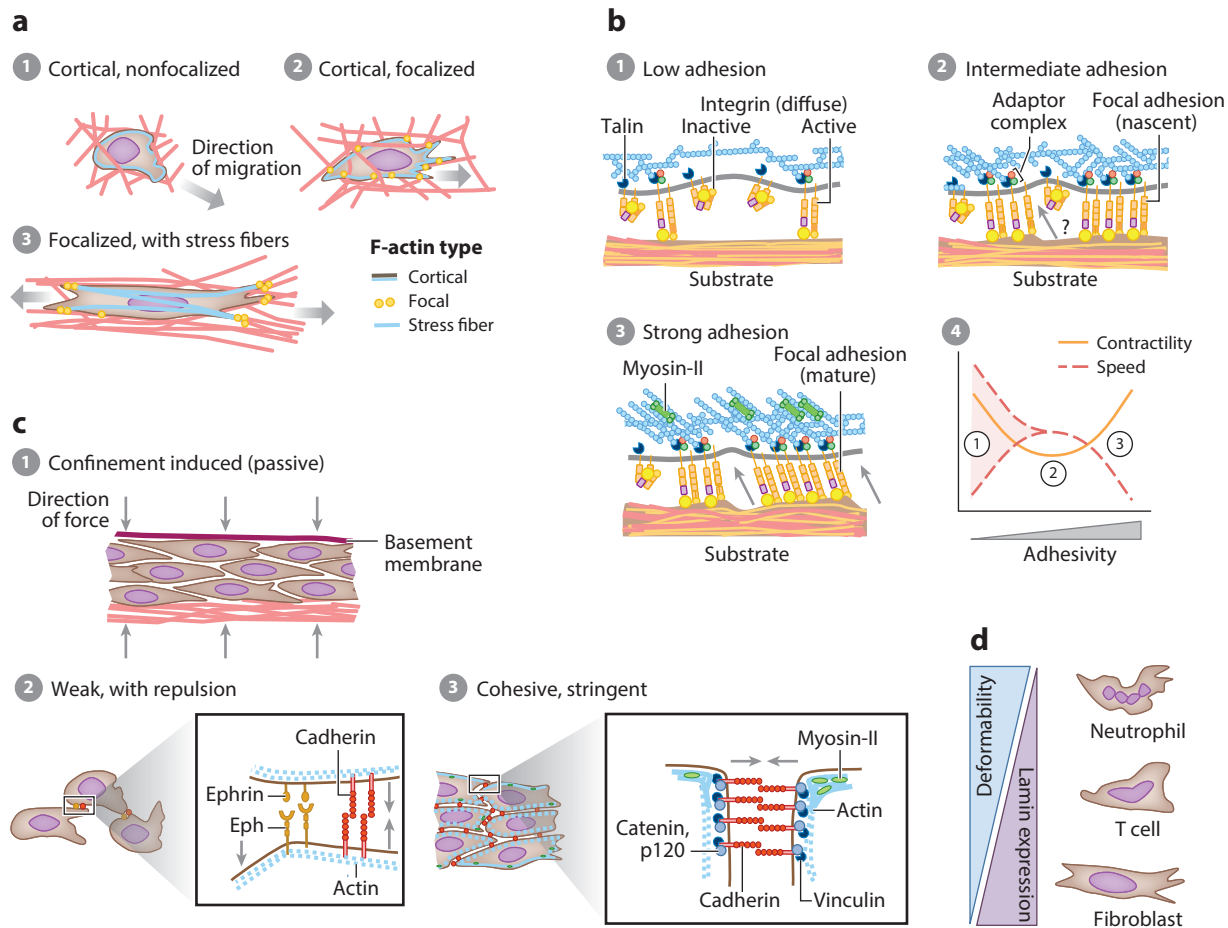 a
1 Cortical, nonfocalized
2 Cortical, focalized
Direction
of migration
3 Focalized, with stress fibers
F-actin type
Cortical
Focal
Stress fiber
b
1 Low adhesion
Integrin (diffuse)
Talin
Inactive
Active
Substrate
2 Intermediate adhesion
Adaptor
complex
Focal adhesion
(nascent)
?
Substrate
3 Strong adhesion
Myosin-II
Focal adhesion
(mature)
Substrate
4
Contractility
Speed
1
2
3
Adhesivity
c
1 Confinement induced (passive)
Direction
of force
Basement
membrane
2 Weak, with repulsion
Cadherin
Ephrin
Eph
Actin
3 Cohesive, stringent
Myosin-II
Actin
Catenin,
p120
Cadherin
Vinculin
d
Deformability
Lamin expression
Neutrophil
T cell
Fibroblast